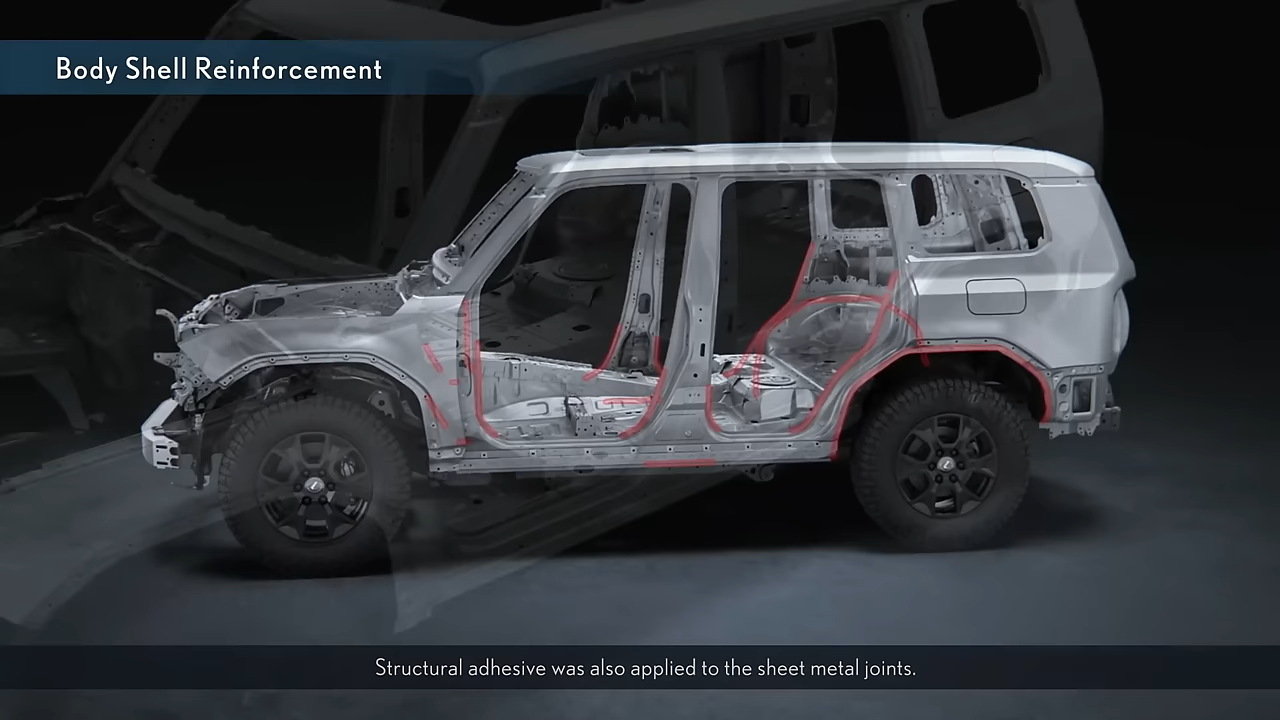 Body Shell Reinforcement
Structural adhesive was also applied to the sheet metal joints.